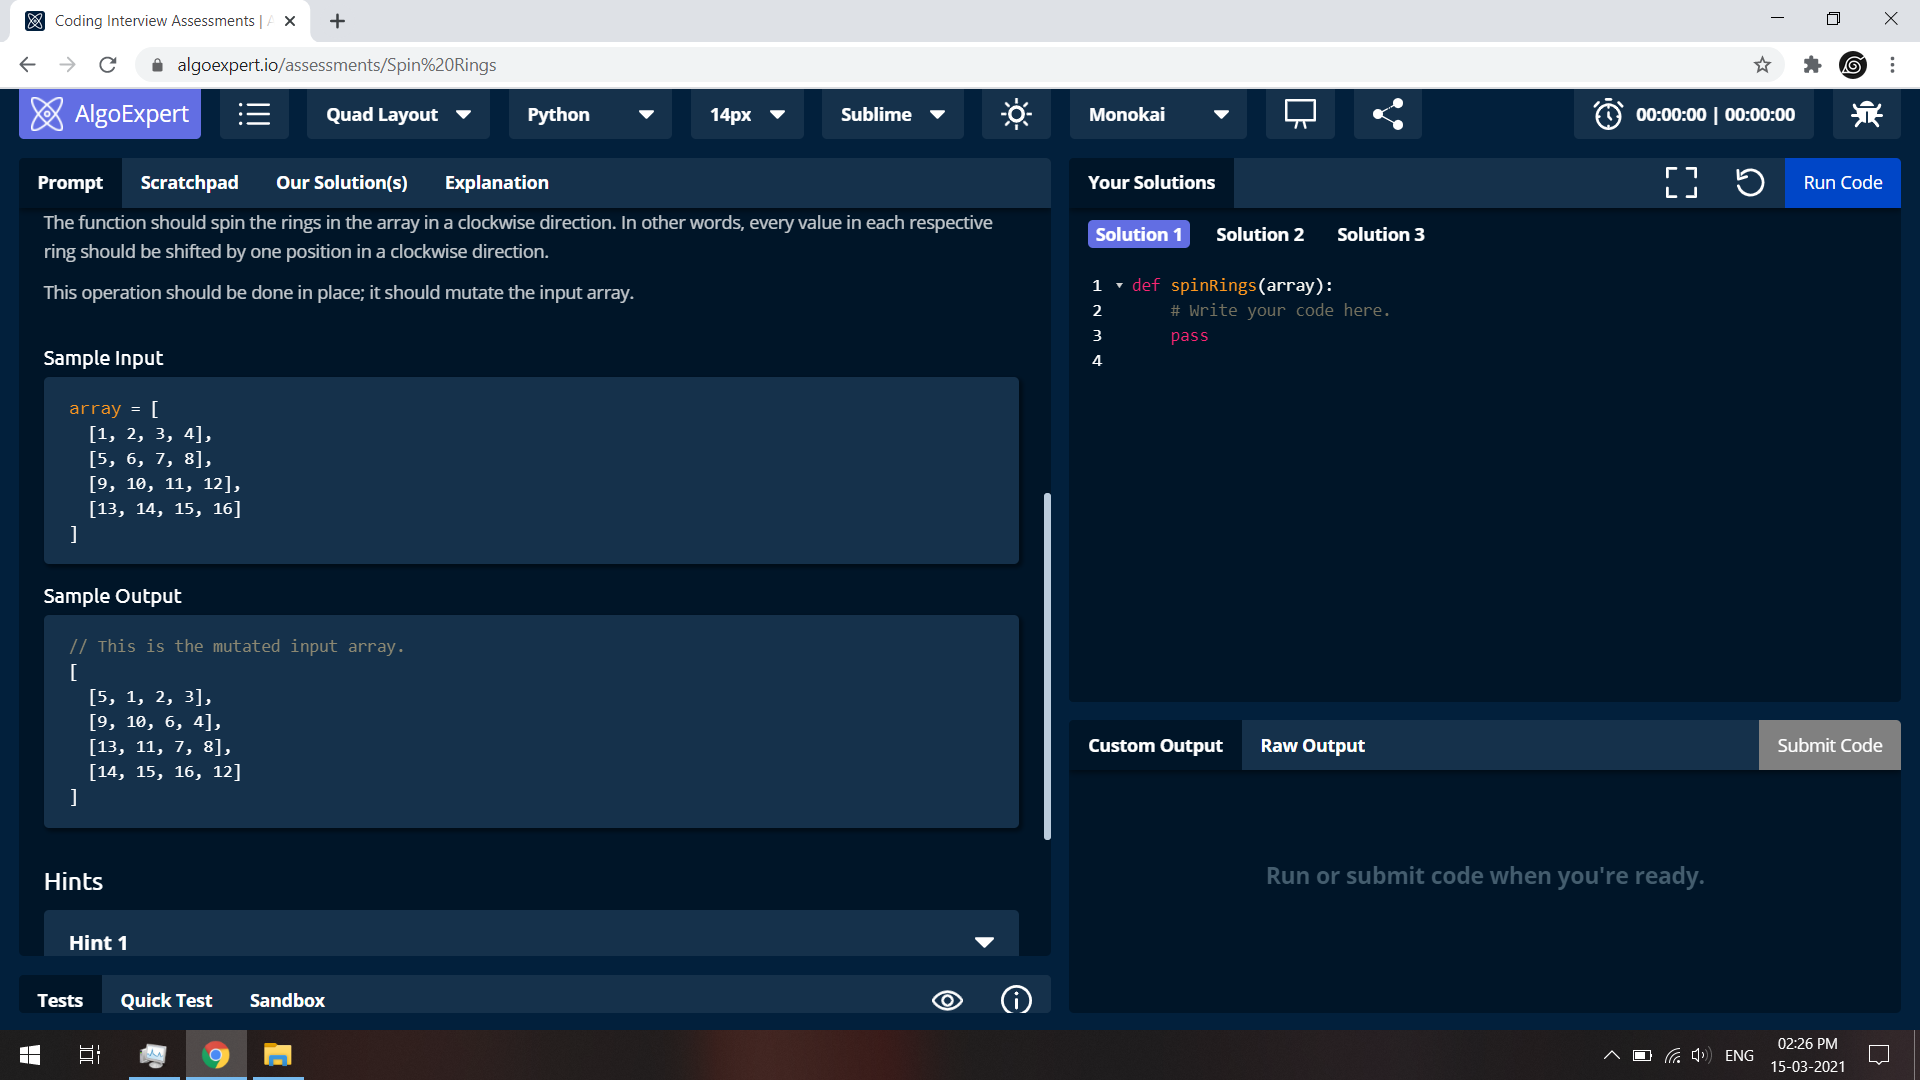 Coding Interview Assessments |
algoexpert.io/assessments/Spin%20Rings
AlgoExpert
Quad Layout
Python
14px
Sublime
Monokai
00:00:00 | 00:00:00
Prompt
Scratchpad
Our Solution(s)
Explanation
The function should spin the rings in the array in a clockwise direction. In other words, every value in each respective
ring should be shifted by one position in a clockwise direction.
This operation should be done in place; it should mutate the input array.
Sample Input
array = [
[1, 2, 3, 4],
[5, 6, 7, 8],
[9, 10, 11, 12],
[13, 14, 15, 16]
]
Sample Output
// This is the mutated input array.
[
[5, 1, 2, 3],
[9, 10, 6, 4],
[13, 11, 7, 8],
[14, 15, 16, 12]
]
Hints
Hint 1
Tests
Quick Test
Sandbox
Your Solutions
Run Code
Solution 1
Solution 2
Solution 3
1 def spinRings(array):
2 # Write your code here.
3 pass
4
Custom Output
Raw Output
Submit Code
Run or submit code when you're ready.
ENG
02:26 PM
15-03-2021